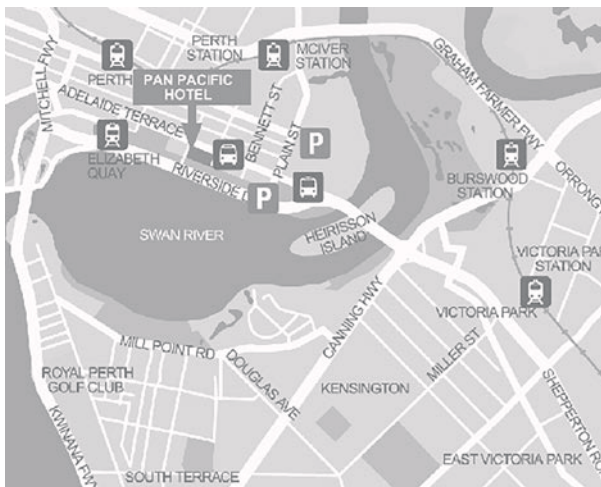 MITCHELL FWY
PERTH
PERTH
STATION
MCIVER
STATION
GRAHAM FARMER FWY
PAN PACIFIC
HOTEL
ADELAIDE TERRACE
BENNETT ST
PLAIN ST
P
ELIZABETH
QUAY
RIVERSIDE D
P
BURSWOOD
STATION
ORRONG
SWAN RIVER
HEIRISSON
ISLAND
VICTORIA PARK
STATION
CANNING HWY
VICTORIA PARK
MILL POINT RD
DOUGLAS AVE
MILLER ST
ROYAL PERTH
GOLF CLUB
KENSINGTON
SHEPPERTON RO
KWINANA FWY
SOUTH TERRACE
EAST VICTORIA PARK